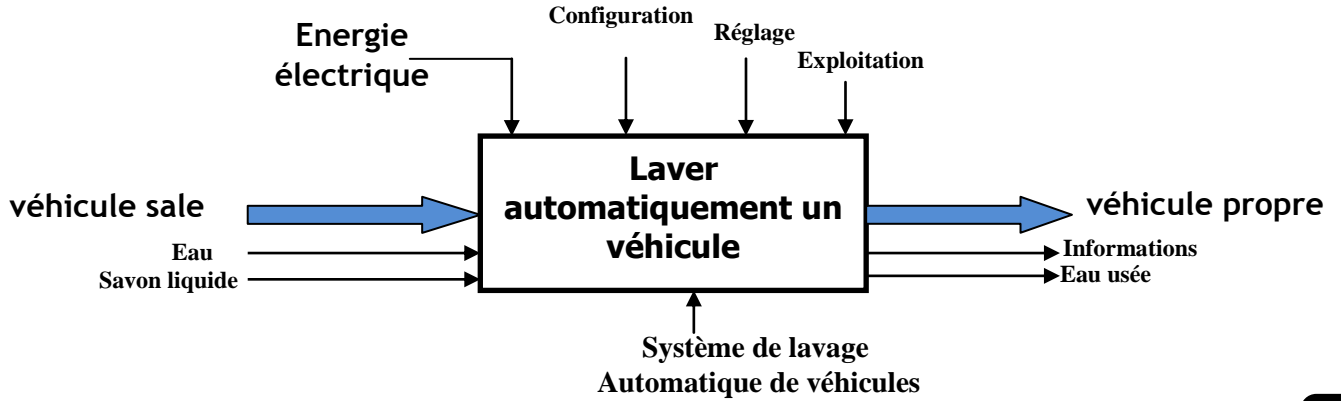 Configuration
Energie
électrique
Réglage
Exploitation
Laver
automatiquement un
véhicule
véhicule sale
Eau
Savon liquide
véhicule propre
Informations
Eau usée
Système de lavage
Automatique de véhicules